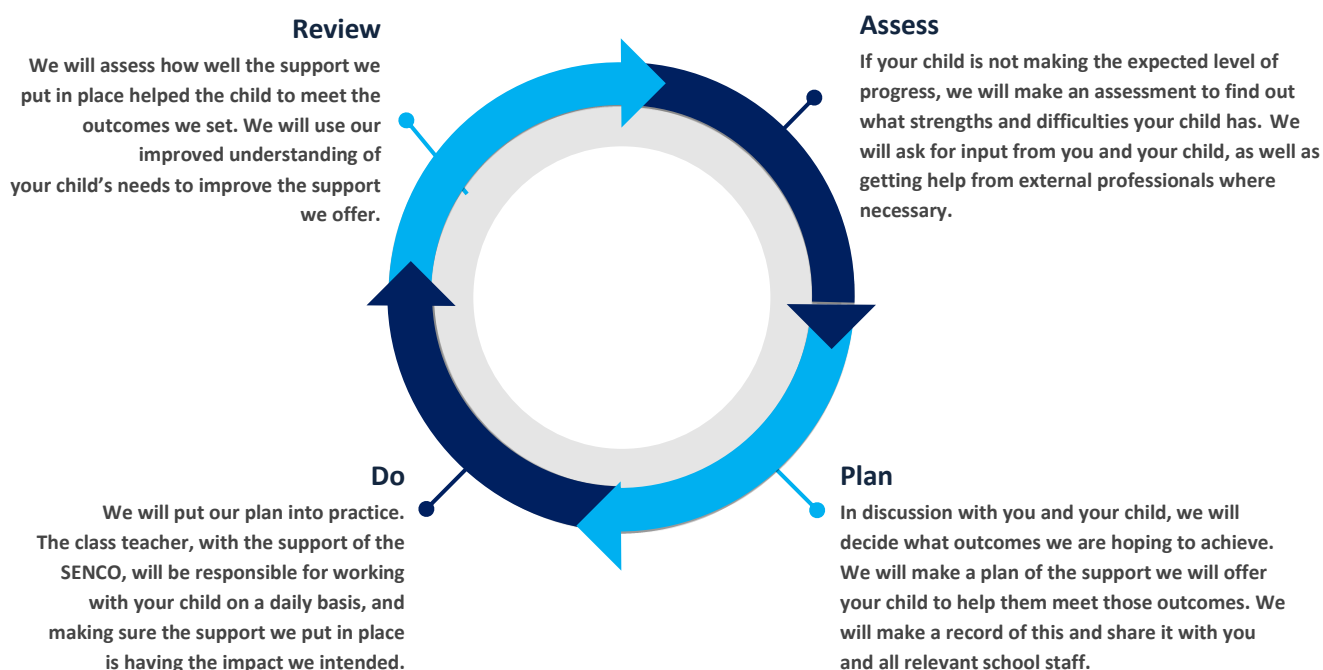 Review
We will assess how well the support we
put in place helped the child to meet the
outcomes we set. We will use our
improved understanding of
your child’s needs to improve the support
we offer.
Assess
If your child is not making the expected level of
progress, we will make an assessment to find out
what strengths and difficulties your child has. We
will ask for input from you and your child, as well as
getting help from external professionals where
necessary.
Do
We will put our plan into practice.
The class teacher, with the support of the
SENCO, will be responsible for working
with your child on a daily basis, and
making sure the support we put in place
is having the impact we intended.
Plan
In discussion with you and your child, we will
decide what outcomes we are hoping to achieve.
We will make a plan of the support we will offer
your child to help them meet those outcomes. We
will make a record of this and share it with you
and all relevant school staff.